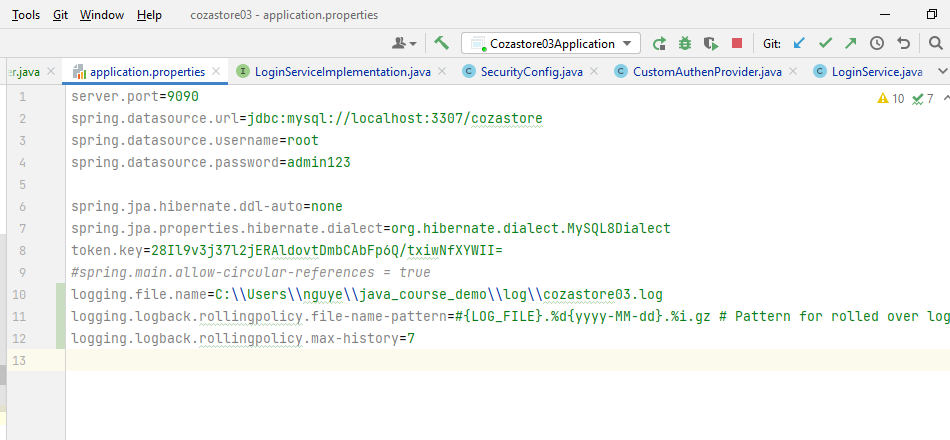 Tools Git Window Help cozastore03 - application.properties
Cozastore03Application Git:
er.java application.properties LoginServiceImplementation.java SecurityConfig.java CustomAuthenProvider.java LoginService.java
1 server.port=9090 10 7
2 spring.datasource.url=jdbc:mysql://localhost:3307/cozastore
3 spring.datasource.username=root
4 spring.datasource.password=admin123
5
6 spring.jpa.hibernate.ddl-auto=none
7 spring.jpa.properties.hibernate.dialect=org.hibernate.dialect.MySQL8Dialect
8 token.key=28Il9v3j37l2jERAldovtDmbCAbFp6Q/txiwNfXYWII=
9 #spring.main.allow-circular-references = true
10 logging.file.name=C:\\Users\\nguye\\java_course_demo\\log\\cozastore03.log
11 logging.logback.rollingpolicy.file-name-pattern=#{LOG_FILE}.%d{yyyy-MM-dd}.%i.gz # Pattern for rolled over log
12 logging.logback.rollingpolicy.max-history=7
13